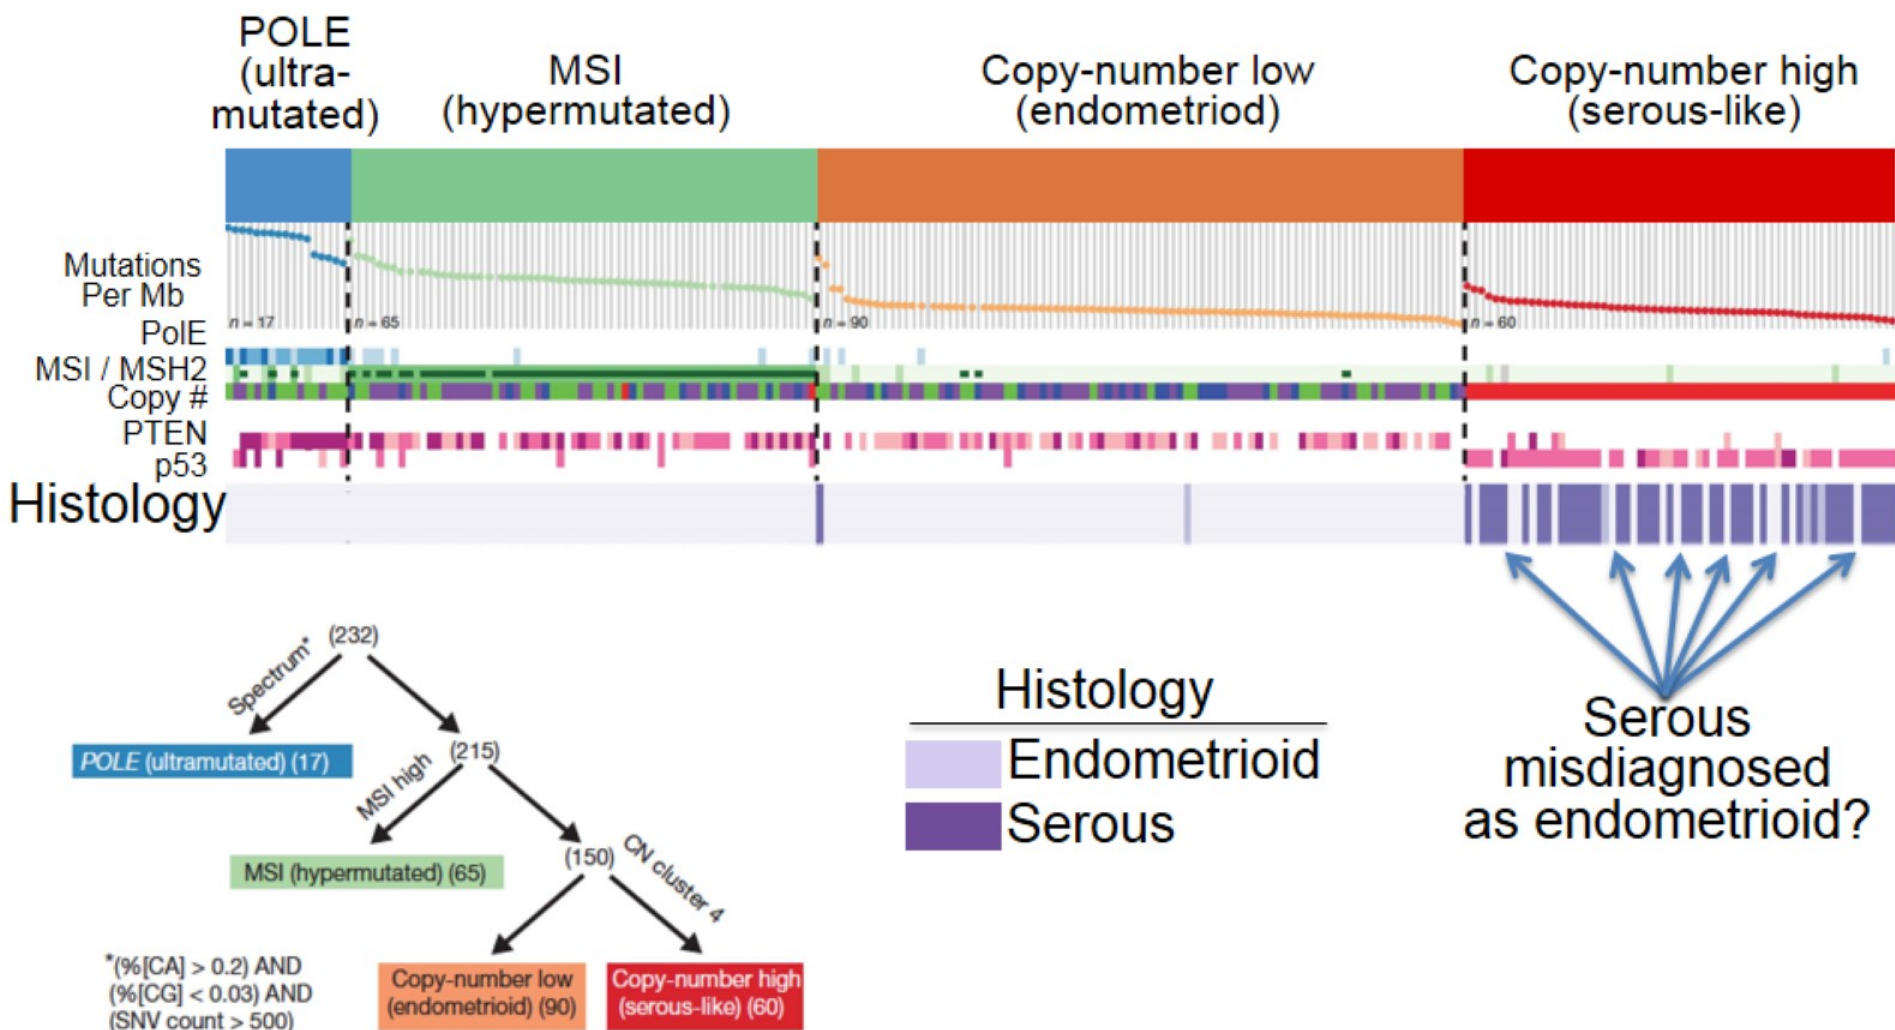 POLE
(ultra-
mutated)
MSI
(hypermutated)
Copy-number low
(endometriod)
Copy-number high
(serous-like)
Mutations
Per Mb
n = 17
n = 65
n = 90
n = 60
PolE
MSI / MSH2
Copy #
PTEN
p53
Histology
(232)
Spectrum*
POLE (ultramutated) (17)
(215)
MSI high
MSI (hypermutated) (65)
(150)
CN cluster 4
Copy-number low
(endometrioid) (90)
Copy-number high
(serous-like) (60)
*(%[CA] > 0.2) AND
(%[CG] < 0.03) AND
(SNV count > 500)
Histology
Endometrioid
Serous
Serous
misdiagnosed
as endometrioid?